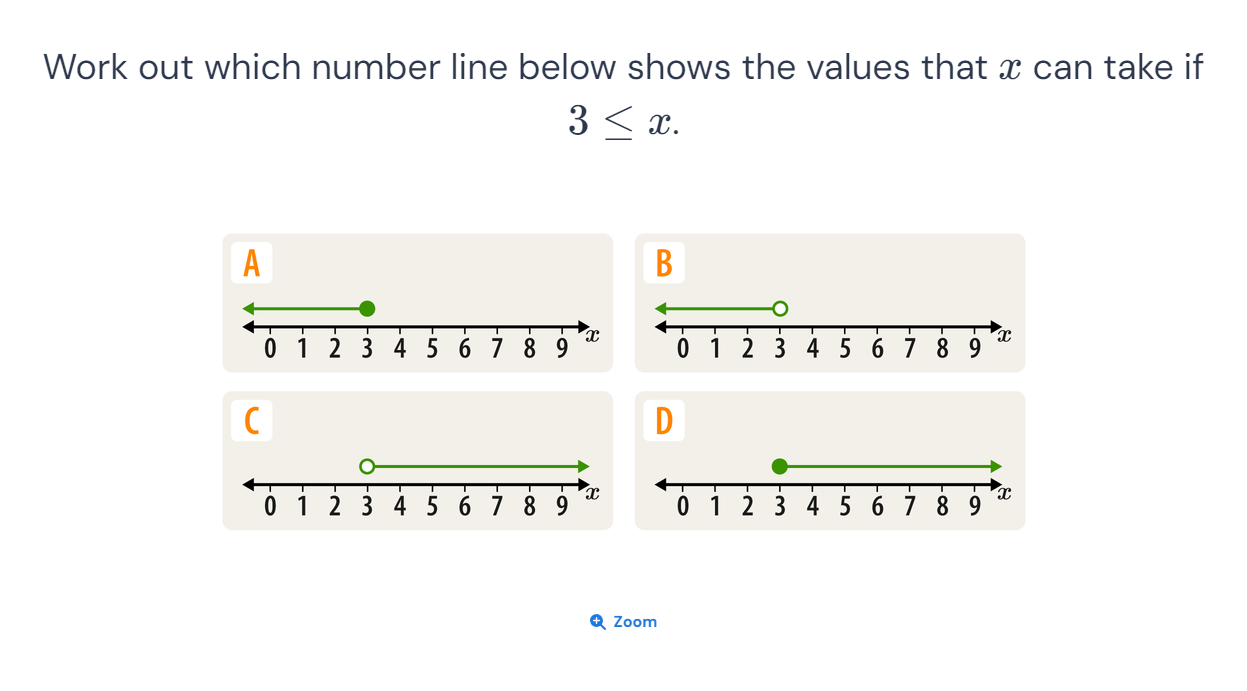 Work out which number line below shows the values that x can take if
3 ≤ x.
A
x
0 1 2 3 4 5 6 7 8 9
B
x
0 1 2 3 4 5 6 7 8 9
C
x
0 1 2 3 4 5 6 7 8 9
D
x
0 1 2 3 4 5 6 7 8 9
Zoom